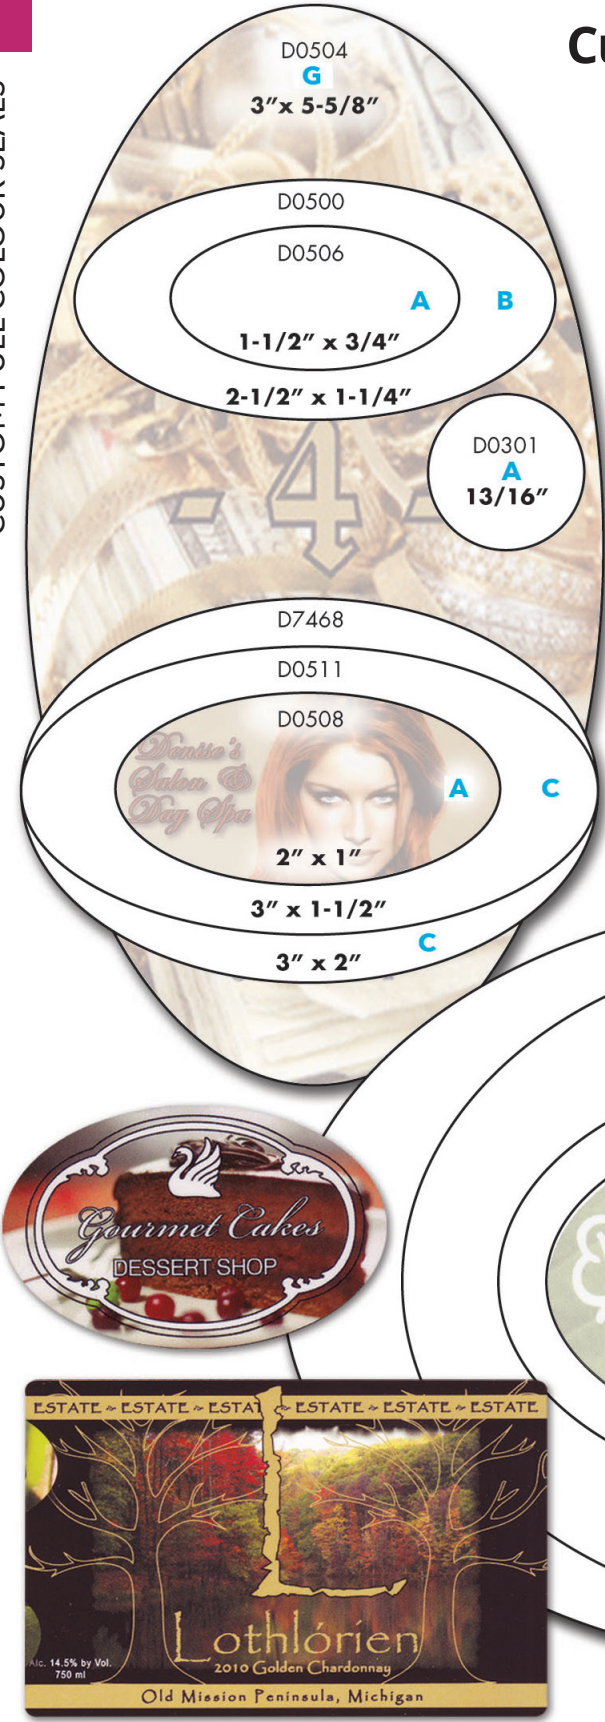 D0504
G
3″x 5-5/8″
D0500
D0506
A B
1-1/2″ x 3/4″
2-1/2″ x 1-1/4″
D0301
A
13/16″
- 4 -
D7468
D0511
D0508
Denise's
Salon &
Day Spa
A C
2″ x 1″
3″ x 1-1/2″
C
3″ x 2″
Gourmet Cakes
DESSERT SHOP
ESTATE ~ ESTATE ~ ESTAT ~ ESTATE ~ ESTATE ~ ESTATE
L
Lothlórien
2010 Golden Chardonnay
Alc. 14.5% by Vol.
750 ml
Old Mission Peninsula, Michigan